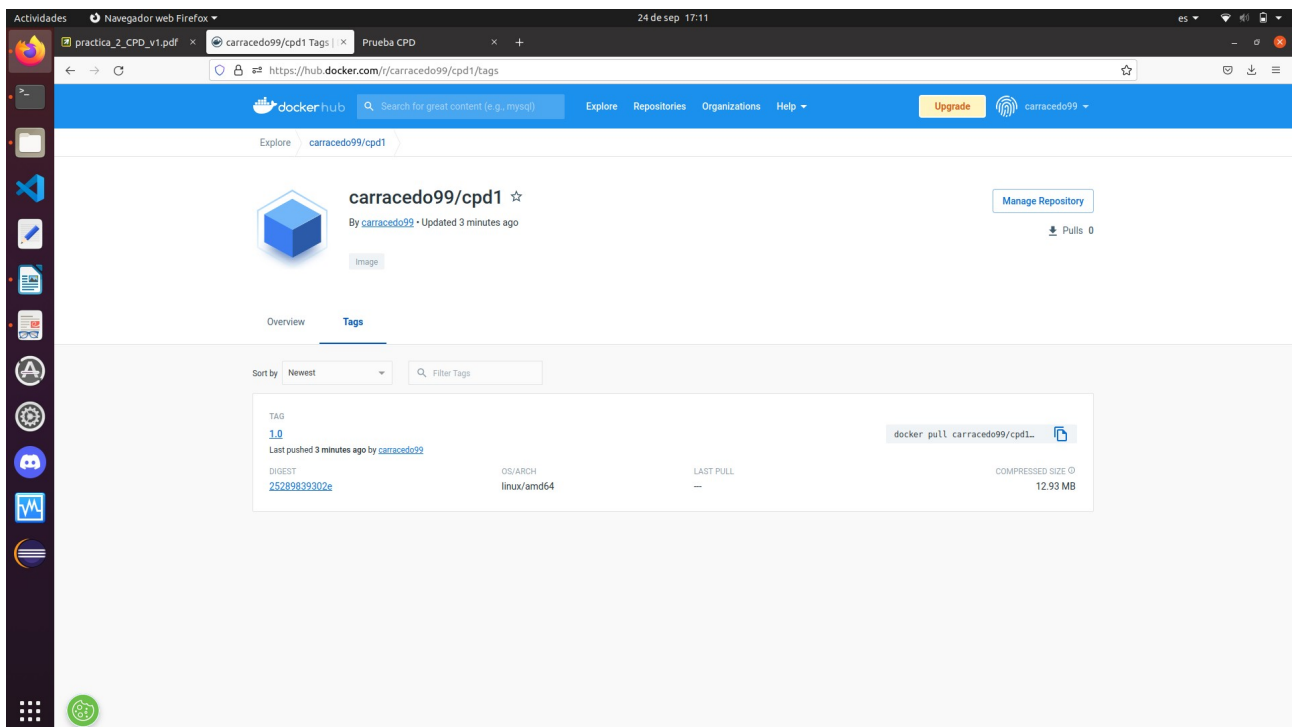 Actividades Navegador web Firefox 24 de sep 17:11 es
practica_2_CPD_v1.pdf carracedo99/cpd1 Tags | Prueba CPD
https://hub.docker.com/r/carracedo99/cpd1/tags
dockerhub Search for great content (e.g., mysql) Explore Repositories Organizations Help Upgrade carracedo99
Explore carracedo99/cpd1
carracedo99/cpd1
Manage Repository
By carracedo99 • Updated 3 minutes ago
Pulls 0
Image
Overview Tags
Sort by Newest Filter Tags
TAG
1.0
docker pull carracedo99/cpd1…
Last pushed 3 minutes ago by carracedo99
DIGEST OS/ARCH LAST PULL COMPRESSED SIZE
25289839302e linux/amd64 --- 12.93 MB